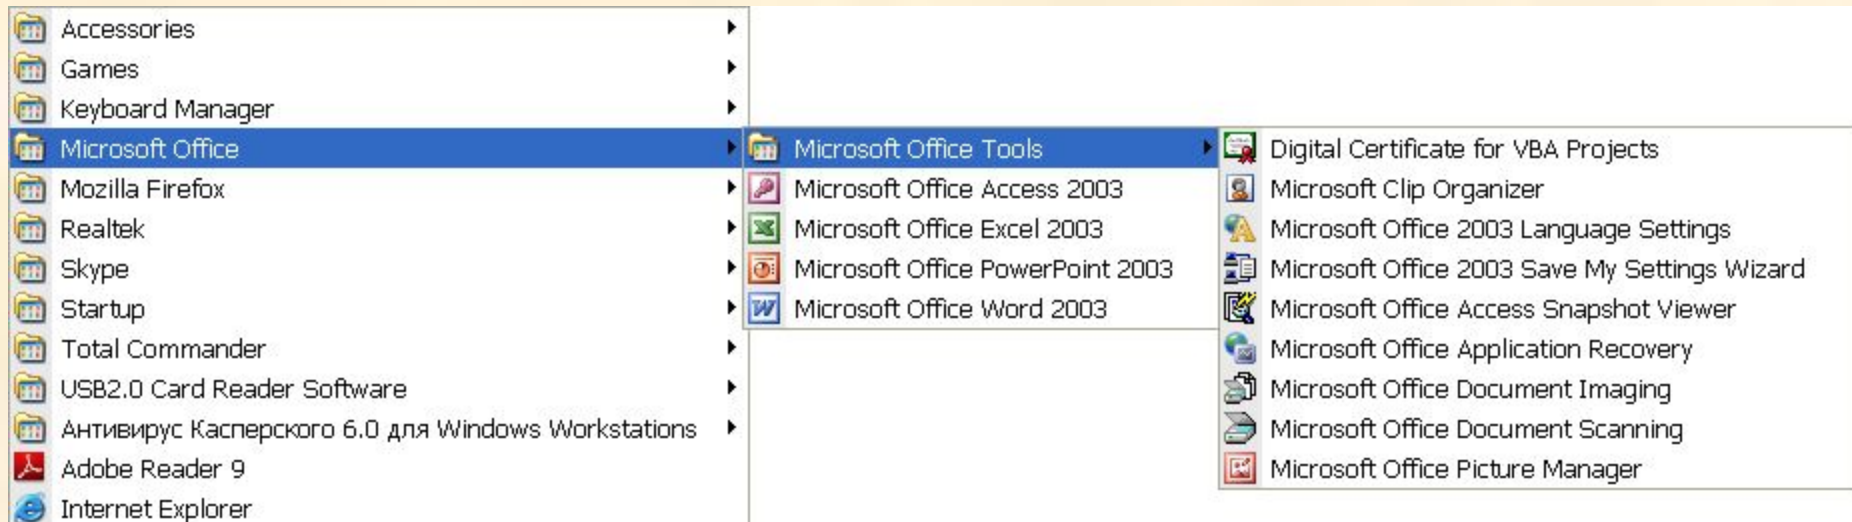 Accessories
Games
Keyboard Manager
Microsoft Office
Mozilla Firefox
Realtek
Skype
Startup
Total Commander
USB2.0 Card Reader Software
Антивирус Касперского 6.0 для Windows Workstations
Adobe Reader 9
Internet Explorer
Microsoft Office Tools
Microsoft Office Access 2003
Microsoft Office Excel 2003
Microsoft Office PowerPoint 2003
Microsoft Office Word 2003
Digital Certificate for VBA Projects
Microsoft Clip Organizer
Microsoft Office 2003 Language Settings
Microsoft Office 2003 Save My Settings Wizard
Microsoft Office Access Snapshot Viewer
Microsoft Office Application Recovery
Microsoft Office Document Imaging
Microsoft Office Document Scanning
Microsoft Office Picture Manager